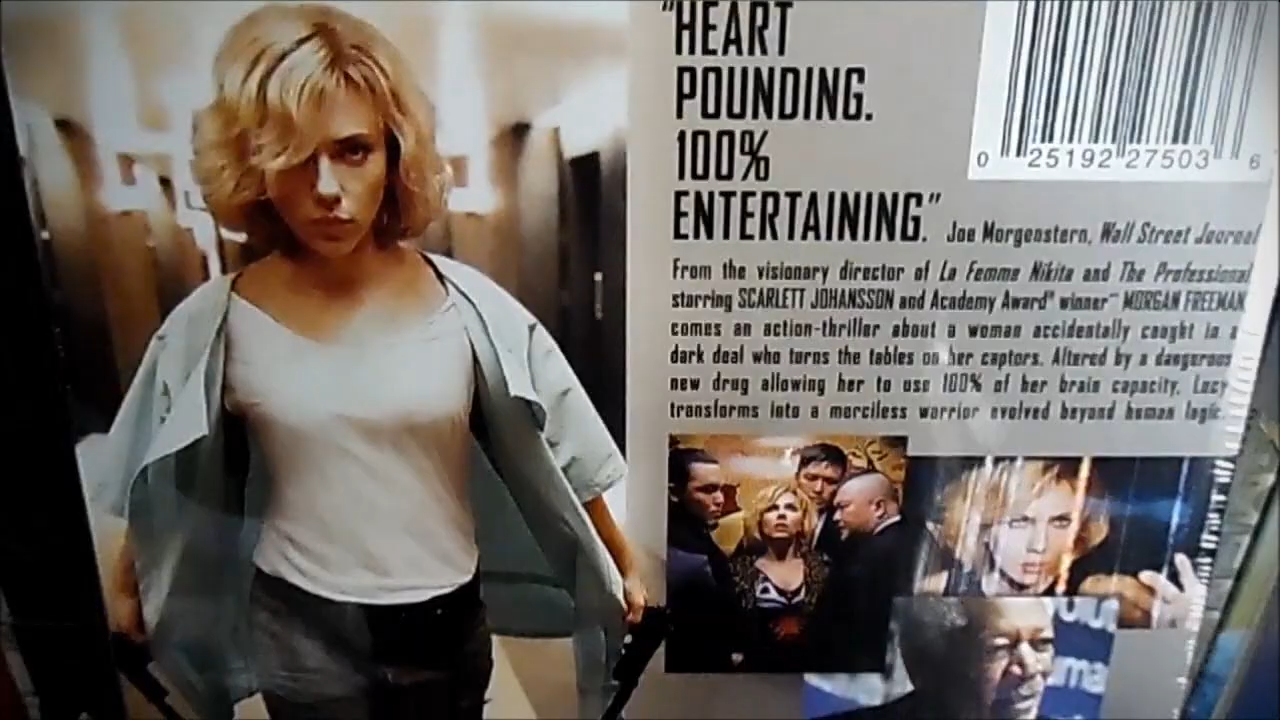 "HEART
POUNDING.
100%
ENTERTAINING." Joe Morgenstern, Wall Street Journal
0 25192 27503 6
From the visionary director of La Femme Nikita and The Professional
starring SCARLETT JOHANSSON and Academy Award® winner™ MORGAN FREEMAN
comes an action-thriller about a woman accidentally caught in a
dark deal who turns the tables on her captors. Altered by a dangerous
new drug allowing her to use 100% of her brain capacity, Lucy
transforms into a merciless warrior evolved beyond human logic.